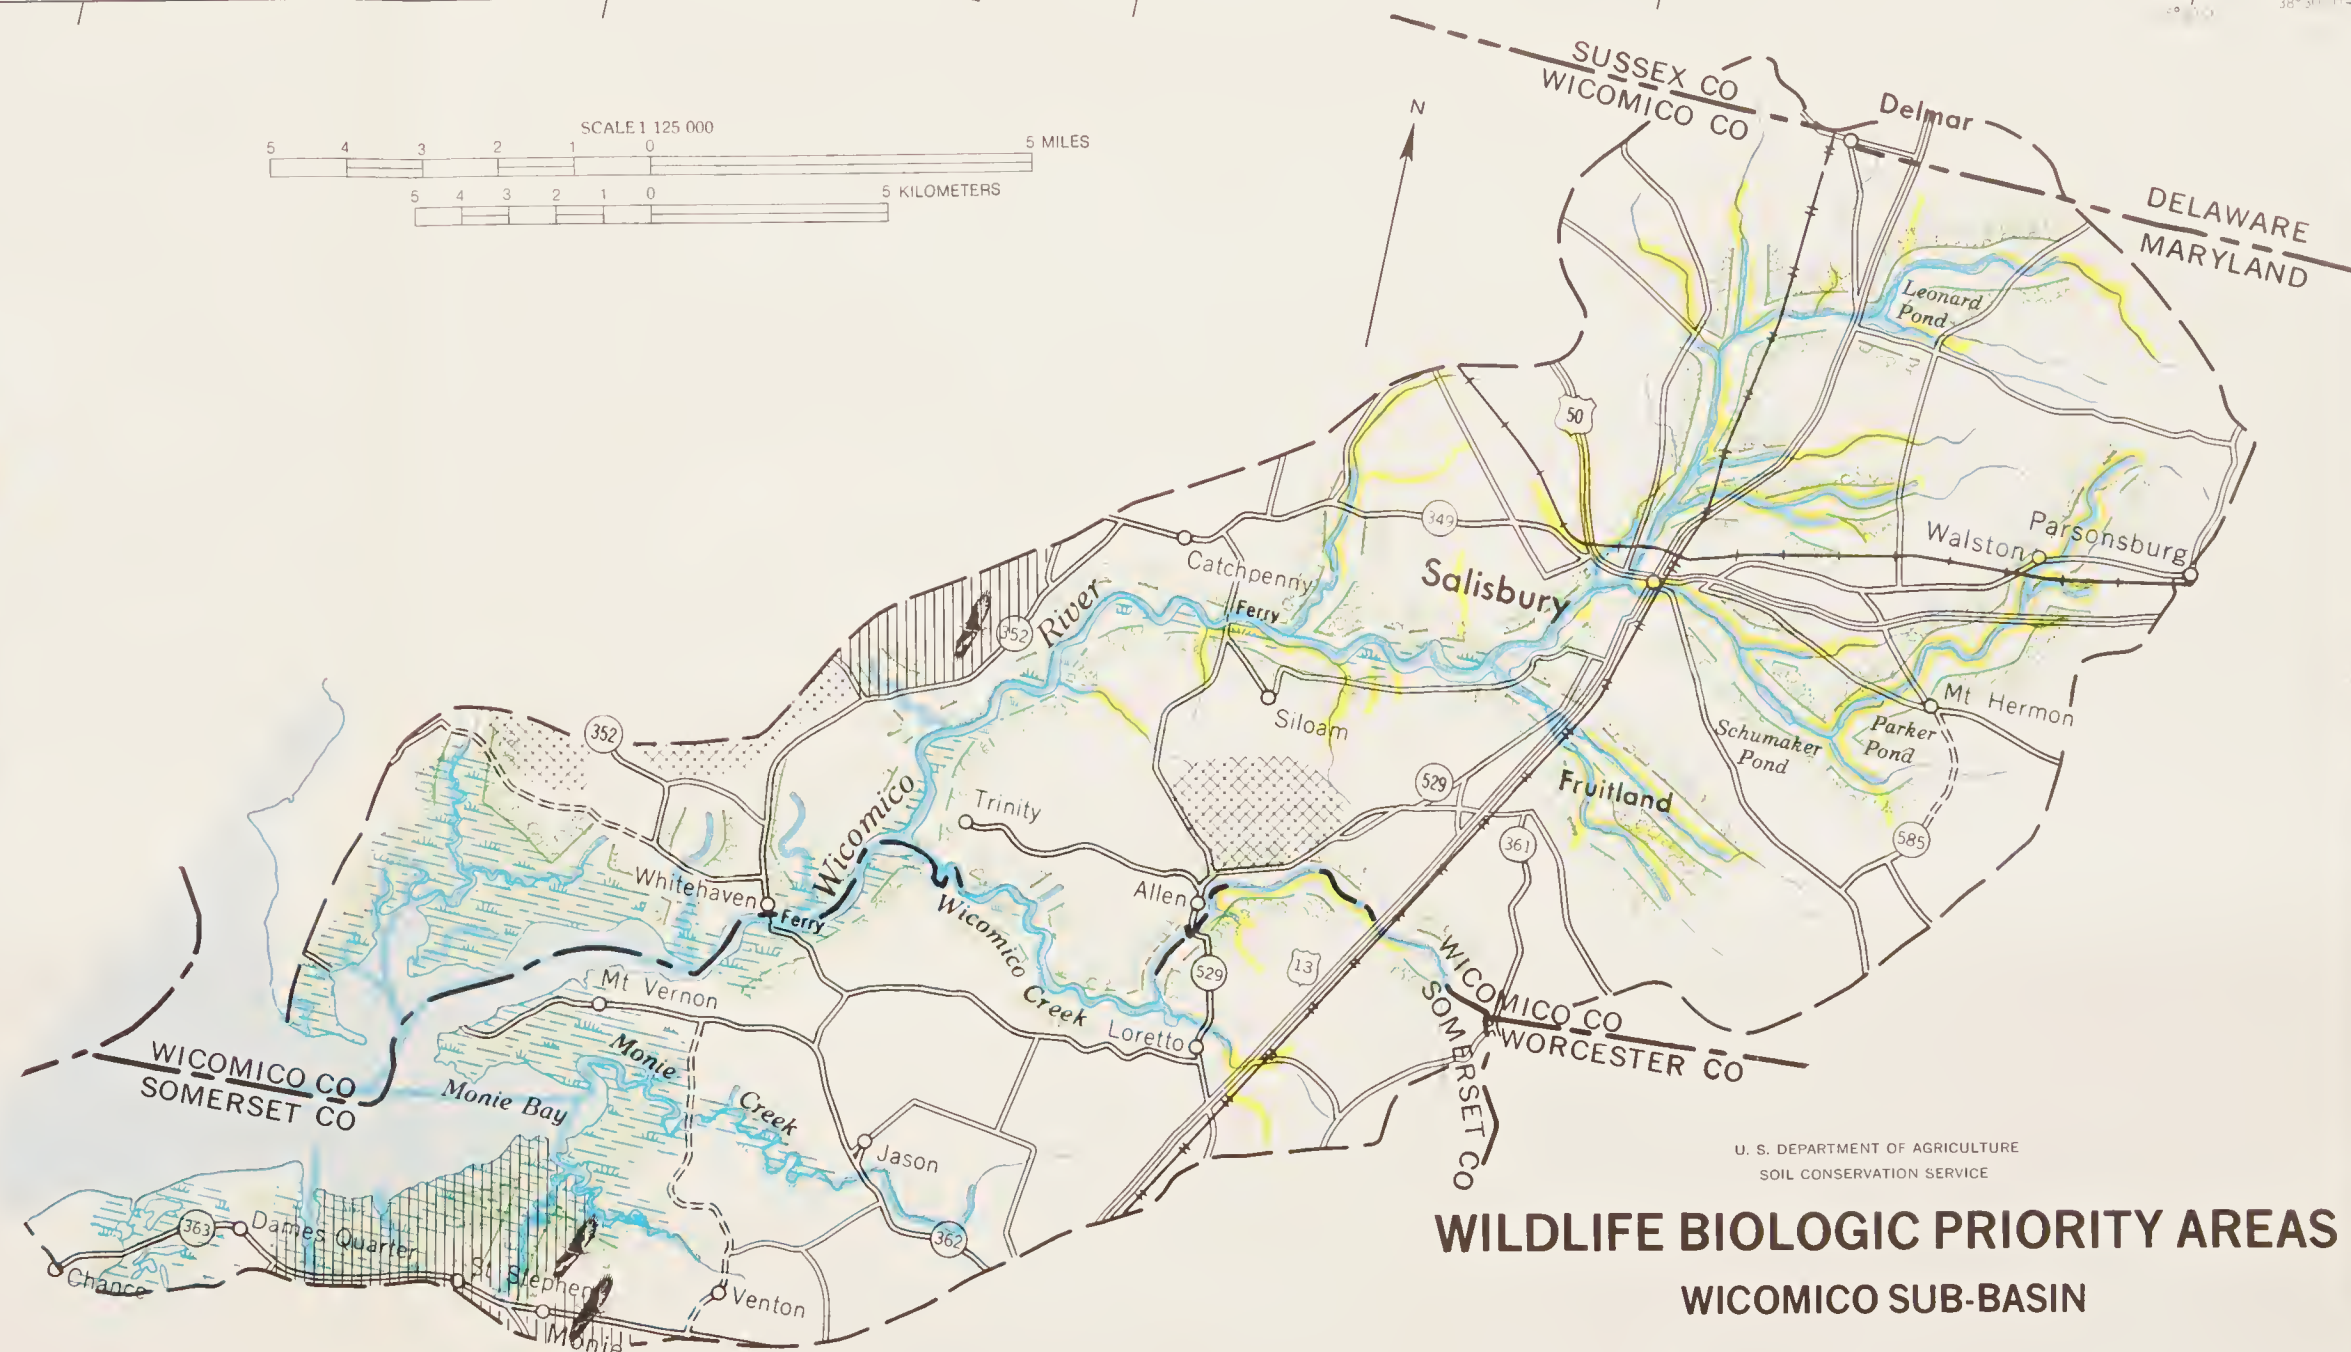 SUSSEX CO
WICOMICO CO
Delmar
SCALE 1 125 000
5 4 3 2 1 0 5 MILES
5 4 3 2 1 0 5 KILOMETERS
N
DELAWARE
MARYLAND
Leonard
Pond
50
349
Walston
Parsonsburg
Catchpenny
Salisbury
Ferry
352
River
Mt Hermon
Siloam
Schumaker
Pond
Parker
Pond
352
529
Fruitland
Trinity
Wicomico
361
585
Whitehaven
Ferry
Allen
Wicomico
Creek
529
13
Mt Vernon
WICOMICO CO
SOMERSET CO
WICOMICO CO
WORCESTER CO
Loretto
Monie
Creek
WICOMICO CO
SOMERSET CO
Monie Bay
Jason
363
Dames Quarter
362
Chance
St Stephen
Venton
Monie
U. S. DEPARTMENT OF AGRICULTURE
SOIL CONSERVATION SERVICE
WILDLIFE BIOLOGIC PRIORITY AREAS
WICOMICO SUB-BASIN